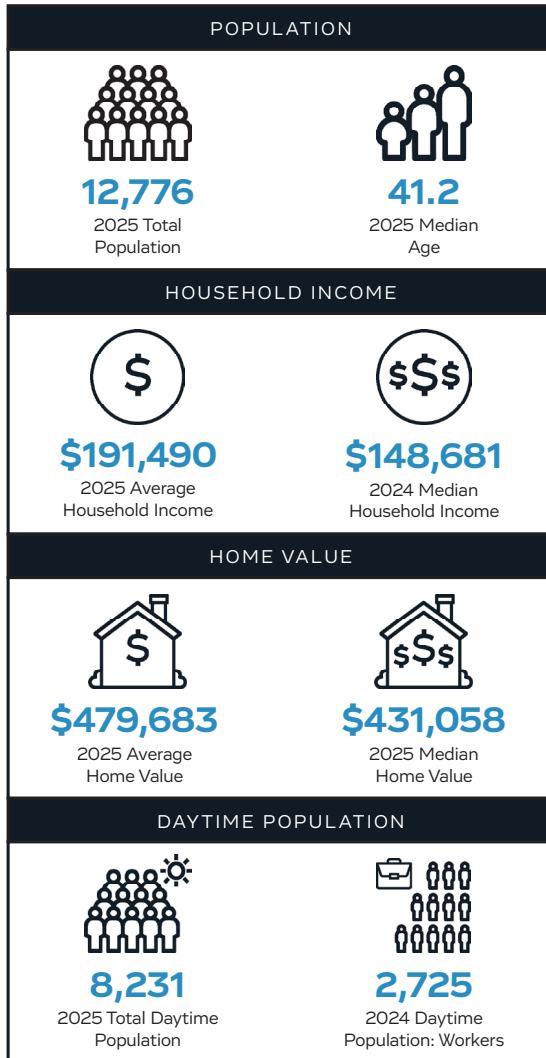 POPULATION
12,776
2025 Total
Population
41.2
2025 Median
Age
HOUSEHOLD INCOME
$
$191,490
2025 Average
Household Income
$$$
$148,681
2024 Median
Household Income
HOME VALUE
$
$479,683
2025 Average
Home Value
$$$
$431,058
2025 Median
Home Value
DAYTIME POPULATION
8,231
2025 Total Daytime
Population
2,725
2024 Daytime
Population: Workers